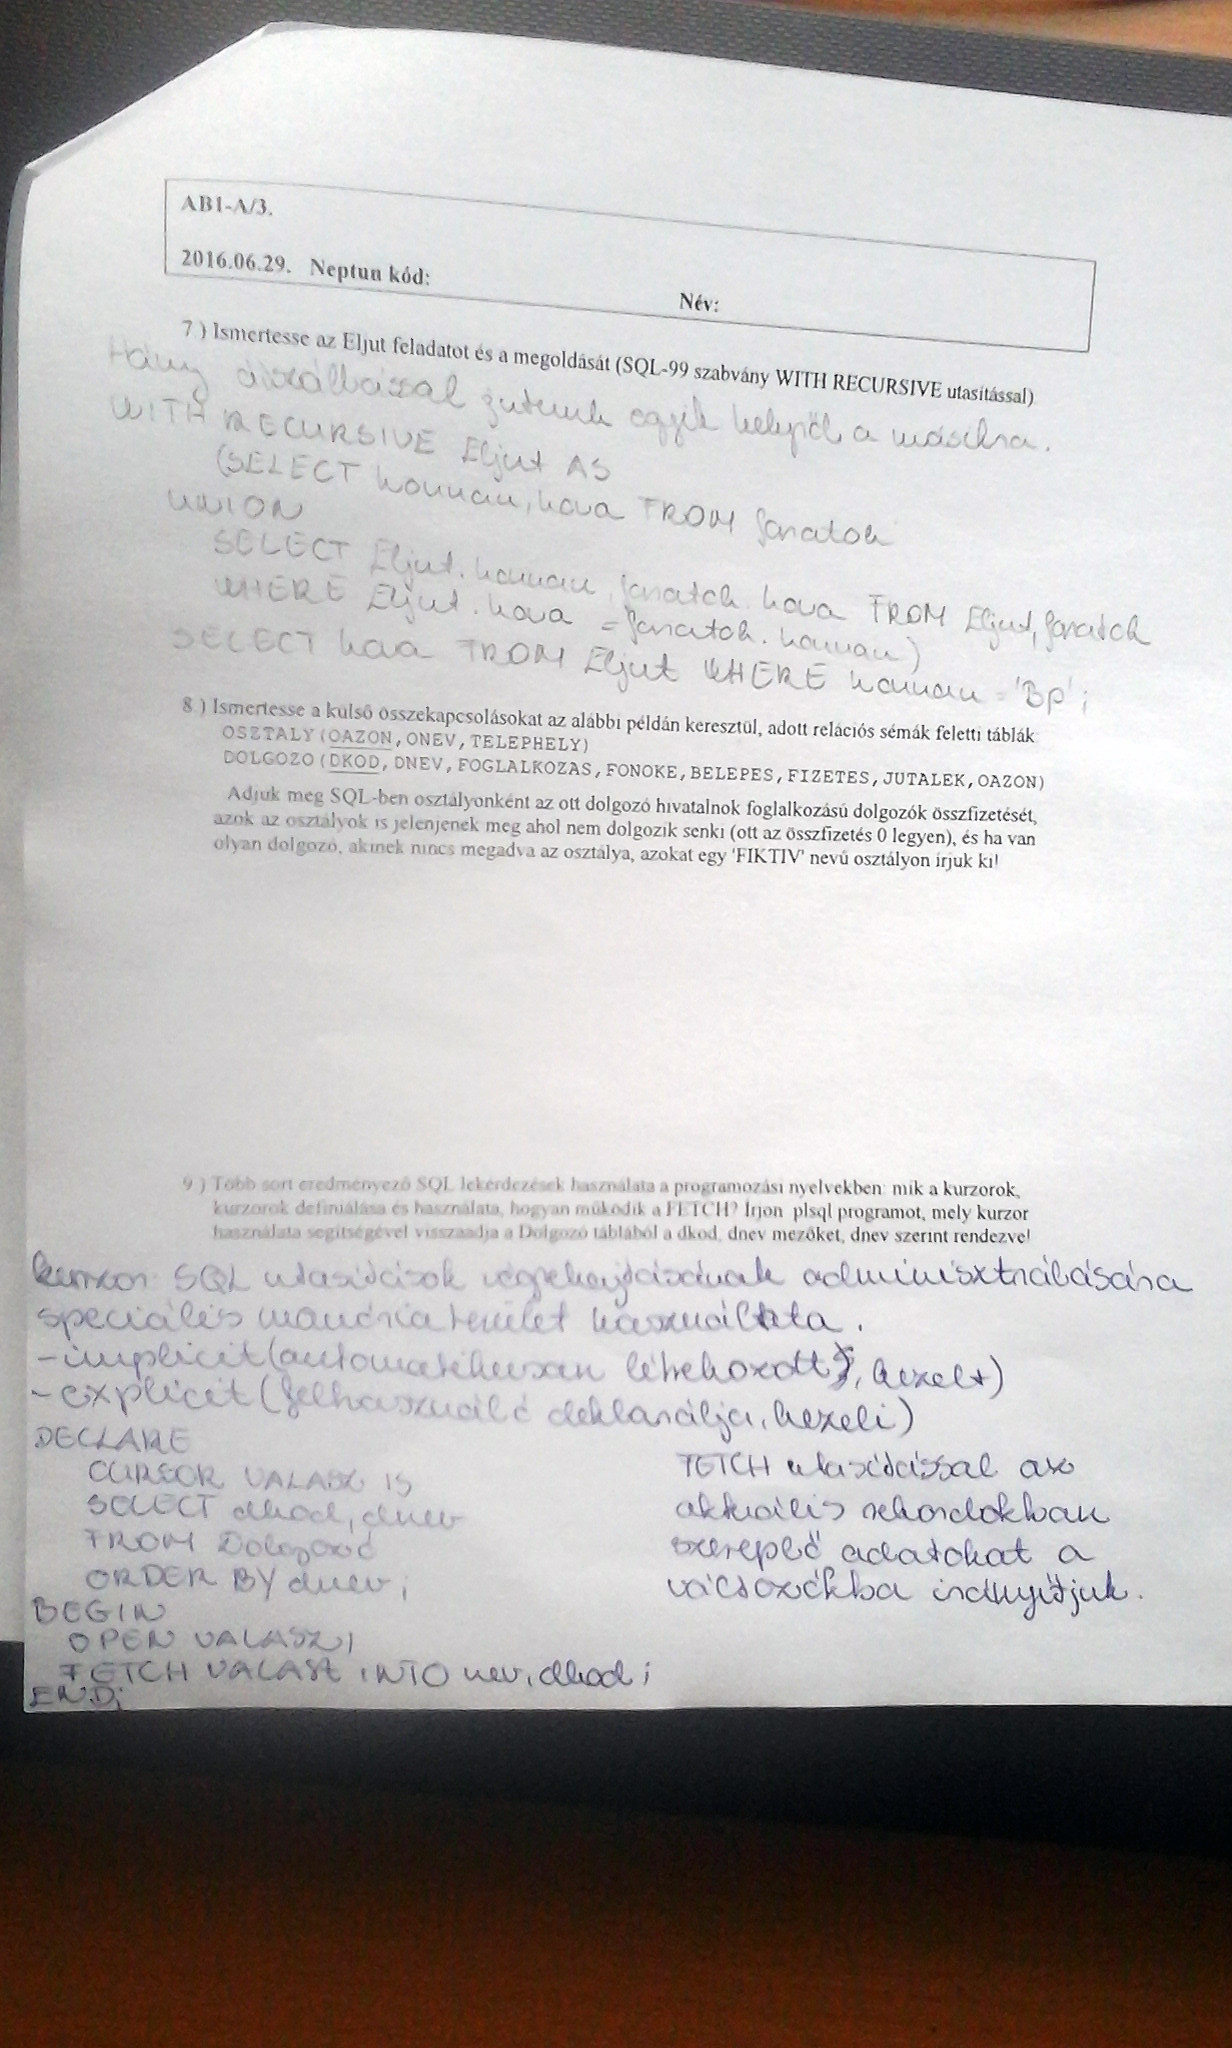 AB1-A/3.
2016.06.29. Neptun kód: Név:
7 ) Ismertesse az Eljut feladatot és a megoldását (SQL-99 szabvány WITH RECURSIVE utasítással)
Hány átszállással jutunk egyik helyről a másikra.
WITH RECURSIVE Eljut AS
(SELECT honnan, hova FROM Jaratok
UNION
SELECT Eljut.honnan, Jaratok.hova FROM Eljut, Jaratok
WHERE Eljut.hova = Jaratok.honnan)
SELECT hova FROM Eljut WHERE honnan = 'Bp';
8 ) Ismertesse a külső összekapcsolásokat az alábbi példán keresztül, adott relációs sémák feletti táblák
OSZTALY(OAZON, ONEV, TELEPHELY)
DOLGOZO(DKOD, DNEV, FOGLALKOZAS, FONOKE, BELEPES, FIZETES, JUTALEK, OAZON)
Adjuk meg SQL-ben osztályonként az ott dolgozó hivatalnok foglalkozású dolgozók összfizetését,
azok az osztályok is jelenjenek meg ahol nem dolgozik senki (ott az összfizetés 0 legyen), és ha van
olyan dolgozó, akinek nincs megadva az osztálya, azokat egy 'FIKTIV' nevű osztályon írjuk ki!
9 ) Több sort eredményező SQL lekérdezések használata a programozási nyelvekben: mik a kurzorok,
kurzorok definiálása és használata, hogyan működik a FETCH? Írjon plsql programot, mely kurzor
használata segítségével visszaadja a Dolgozó táblából a dkod, dnev mezőket, dnev szerint rendezve!
kurzor: SQL utasítások végrehajtásának adminisztrálására
speciális memória terület használata.
-implicit (automatikusan létrehozott, kezelt)
-explicit (felhasználó deklarálja, kezeli)
DECLARE
CURSOR VALASZ IS
SELECT dkod, dnev
FROM Dolgozó
ORDER BY dnev;
BEGIN
OPEN VALASZ;
FETCH VALASZ INTO nev, dkod;
END;
FETCH utasítással az
aktuális rekordokban
szereplő adatokat a
változókba irányítjuk.